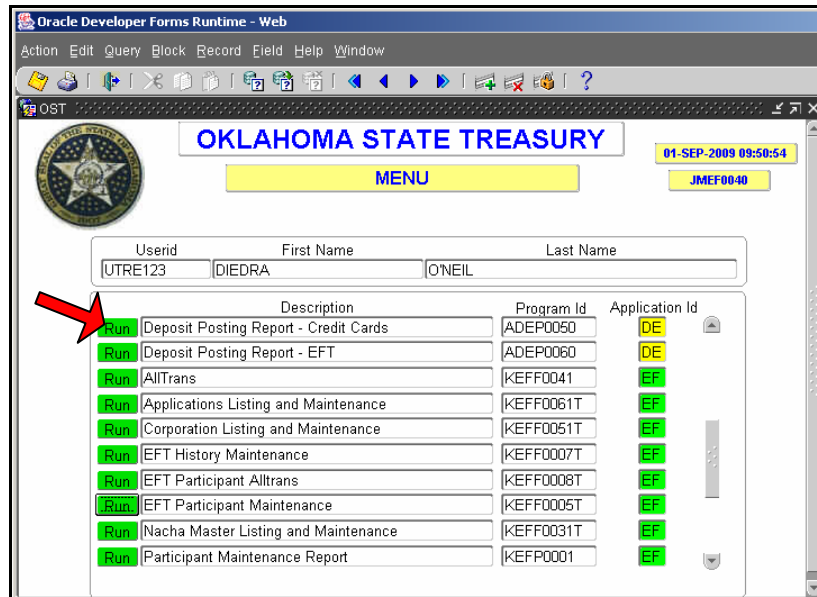 Oracle Developer Forms Runtime - Web
Action Edit Query Block Record Field Help Window
OST
OKLAHOMA STATE TREASURY
01-SEP-2009 09:50:54
MENU
JMEF0040
Userid First Name Last Name
UTRE123 DIEDRA O'NEIL
Description Program Id Application Id
Run Deposit Posting Report - Credit Cards ADEP0050 DE
Run Deposit Posting Report - EFT ADEP0060 DE
Run AllTrans KEFF0041 EF
Run Applications Listing and Maintenance KEFF0061T EF
Run Corporation Listing and Maintenance KEFF0051T EF
Run EFT History Maintenance KEFF0007T EF
Run EFT Participant Alltrans KEFF0008T EF
Run EFT Participant Maintenance KEFF0005T EF
Run Nacha Master Listing and Maintenance KEFF0031T EF
Run Participant Maintenance Report KEFP0001 EF